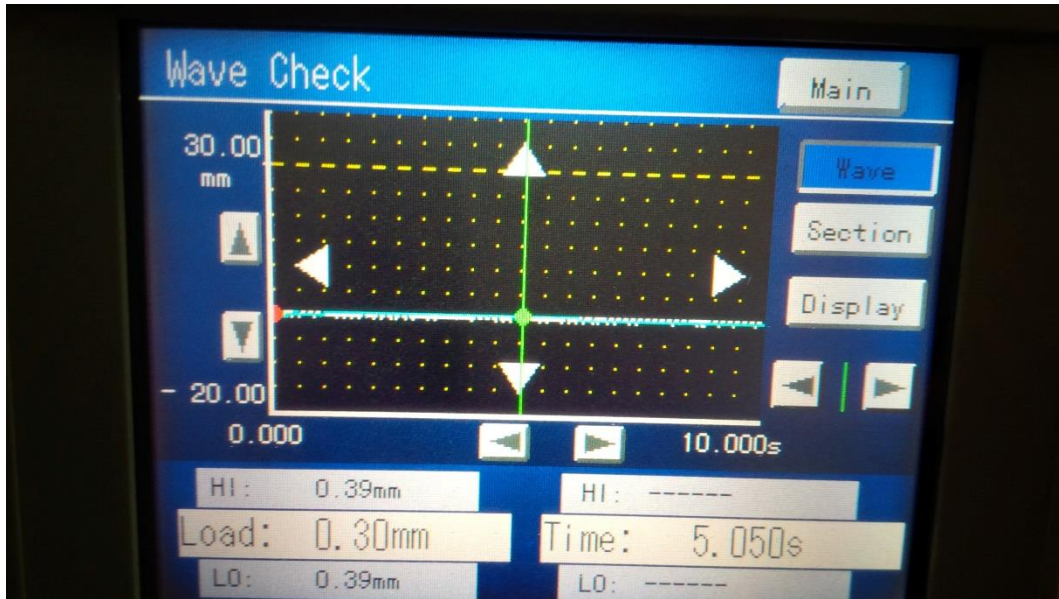 Wave Check
Main
30.00
mm
Wave
Section
Display
- 20.00
0.000
10.000s
HI: 0.39mm
HI: ------
Load: 0.30mm
Time: 5.050s
LO: 0.39mm
LO: ------